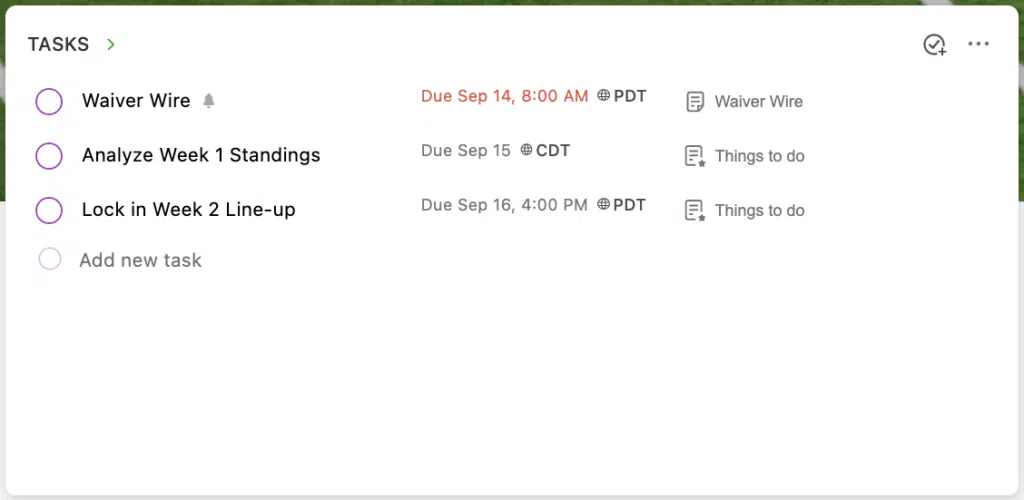 TASKS
Waiver Wire Due Sep 14, 8:00 AM PDT Waiver Wire
Analyze Week 1 Standings Due Sep 15 CDT Things to do
Lock in Week 2 Line-up Due Sep 16, 4:00 PM PDT Things to do
Add new task